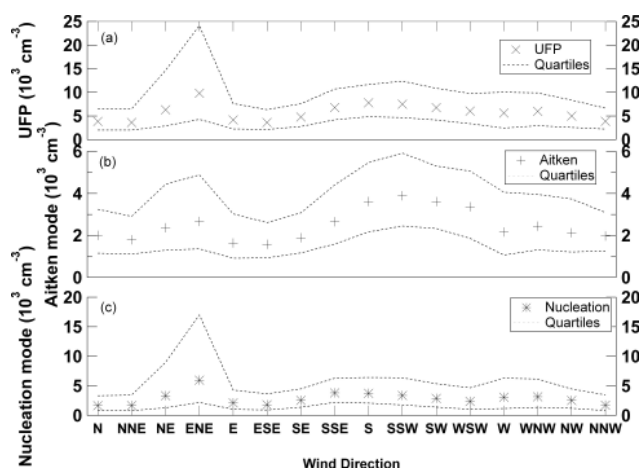 25 25
(a)
20 20
× UFP
Quartiles
15 15
10 10
5 5
0 0
UFP (10³ cm⁻³)
(b)
6 6
+ Aitken
Quartiles
4 4
2 2
0 0
Aitken mode (10³ cm⁻³)
20 20
(c)
* Nucleation
Quartiles
15 15
10 10
5 5
0 0
Nucleation mode (10³ cm⁻³)
N NNE NE ENE E ESE SE SSE S SSW SW WSW W WNW NW NNW
Wind Direction